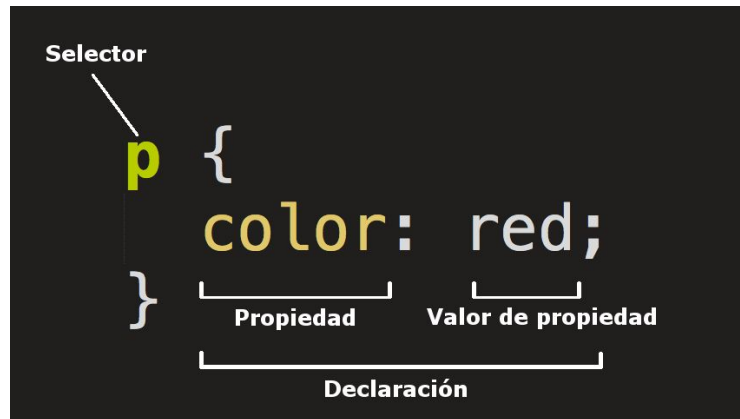 Selector
p {
color: red;
}
Propiedad
Valor de propiedad
Declaración